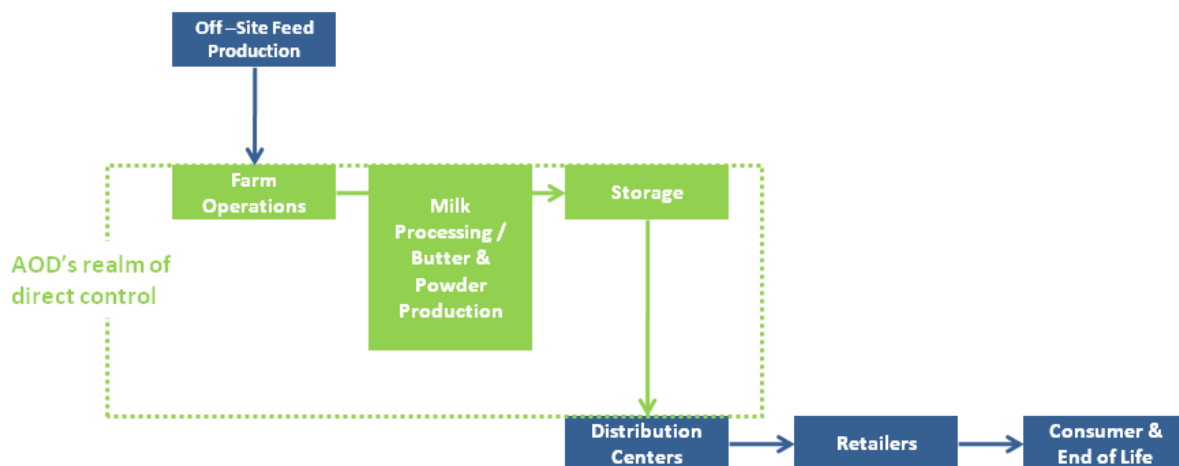 Off –Site Feed
Production
Farm
Operations
Milk
Processing /
Butter &
Powder
Production
Storage
AOD’s realm of
direct control
Distribution
Centers
Retailers
Consumer &
End of Life